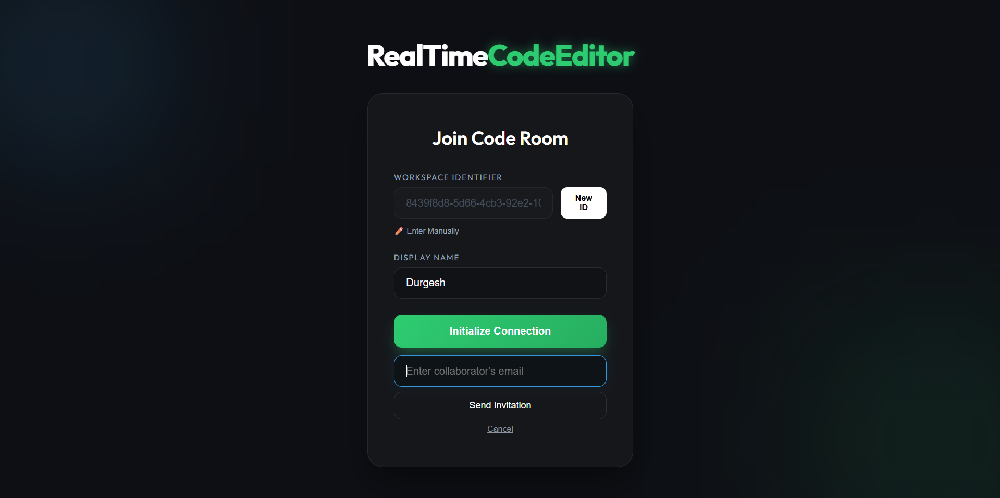 RealTimeCodeEditor
Join Code Room
WORKSPACE IDENTIFIER
8439f8d8-5d66-4cb3-92e2-10
New
ID
Enter Manually
DISPLAY NAME
Durgesh
Initialize Connection
Enter collaborator's email
Send Invitation
Cancel